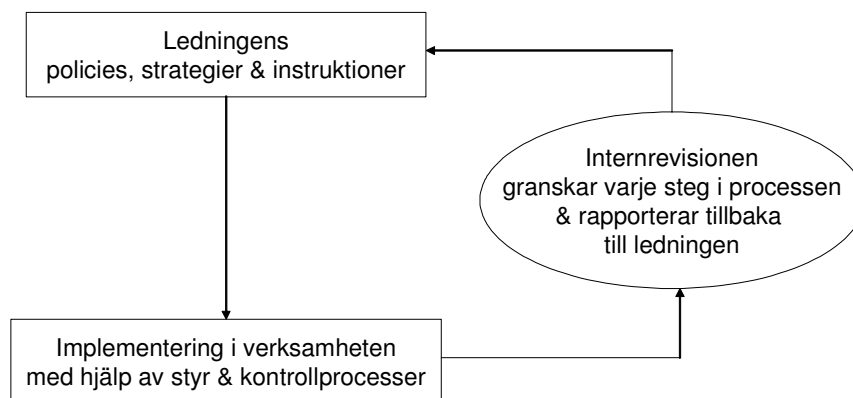 Ledningens
policies, strategier & instruktioner
Internrevisionen
granskar varje steg i processen
& rapporterar tillbaka
till ledningen
Implementering i verksamheten
med hjälp av styr & kontrollprocesser